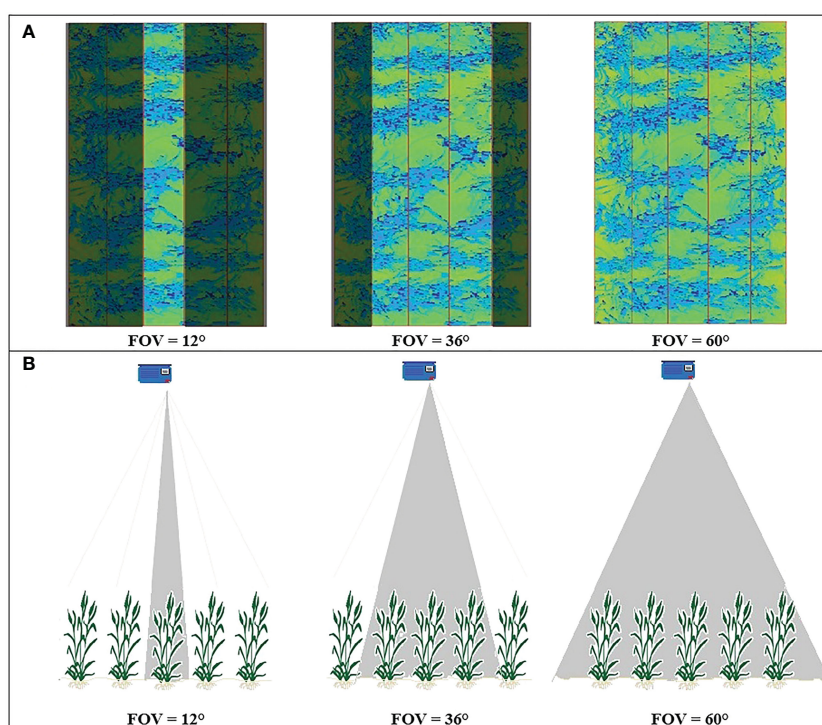 A
FOV = 12°
FOV = 36°
FOV = 60°
B
FOV = 12°
FOV = 36°
FOV = 60°